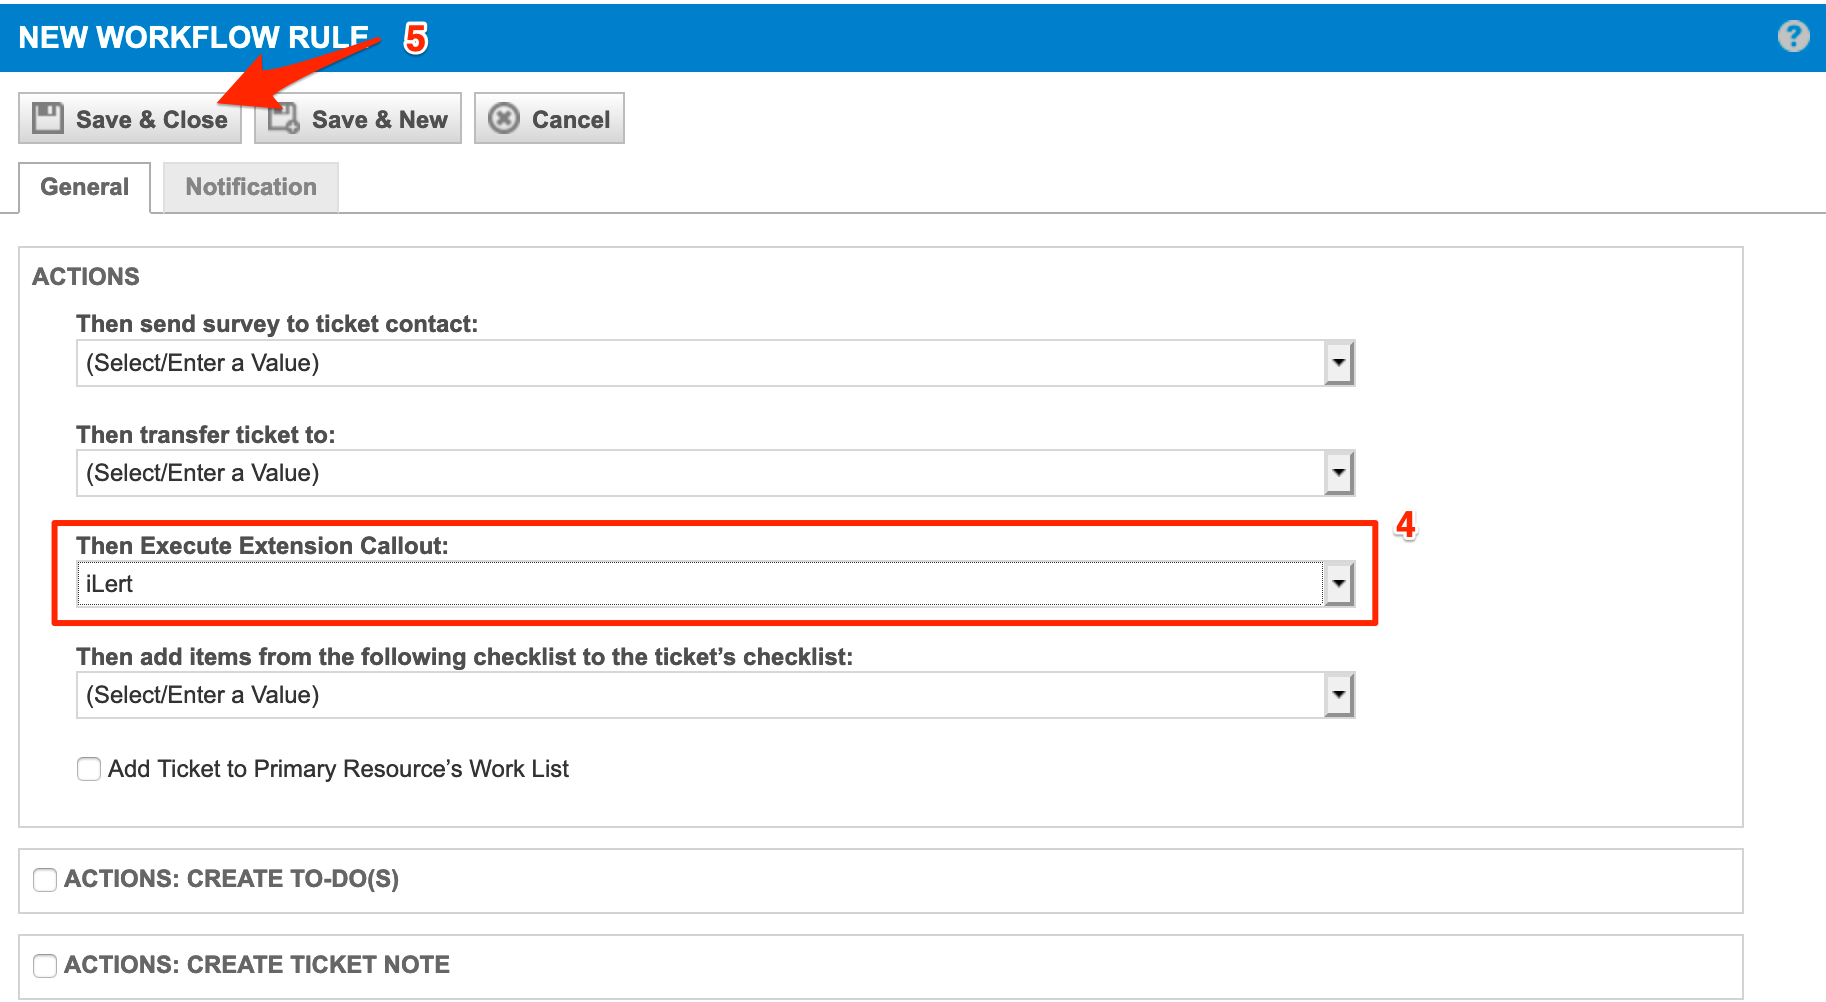 NEW WORKFLOW RULE 5
?
Save & Close Save & New Cancel
General Notification
ACTIONS
Then send survey to ticket contact:
(Select/Enter a Value)
Then transfer ticket to:
(Select/Enter a Value)
4
Then Execute Extension Callout:
iLert
Then add items from the following checklist to the ticket’s checklist:
(Select/Enter a Value)
Add Ticket to Primary Resource’s Work List
ACTIONS: CREATE TO-DO(S)
ACTIONS: CREATE TICKET NOTE